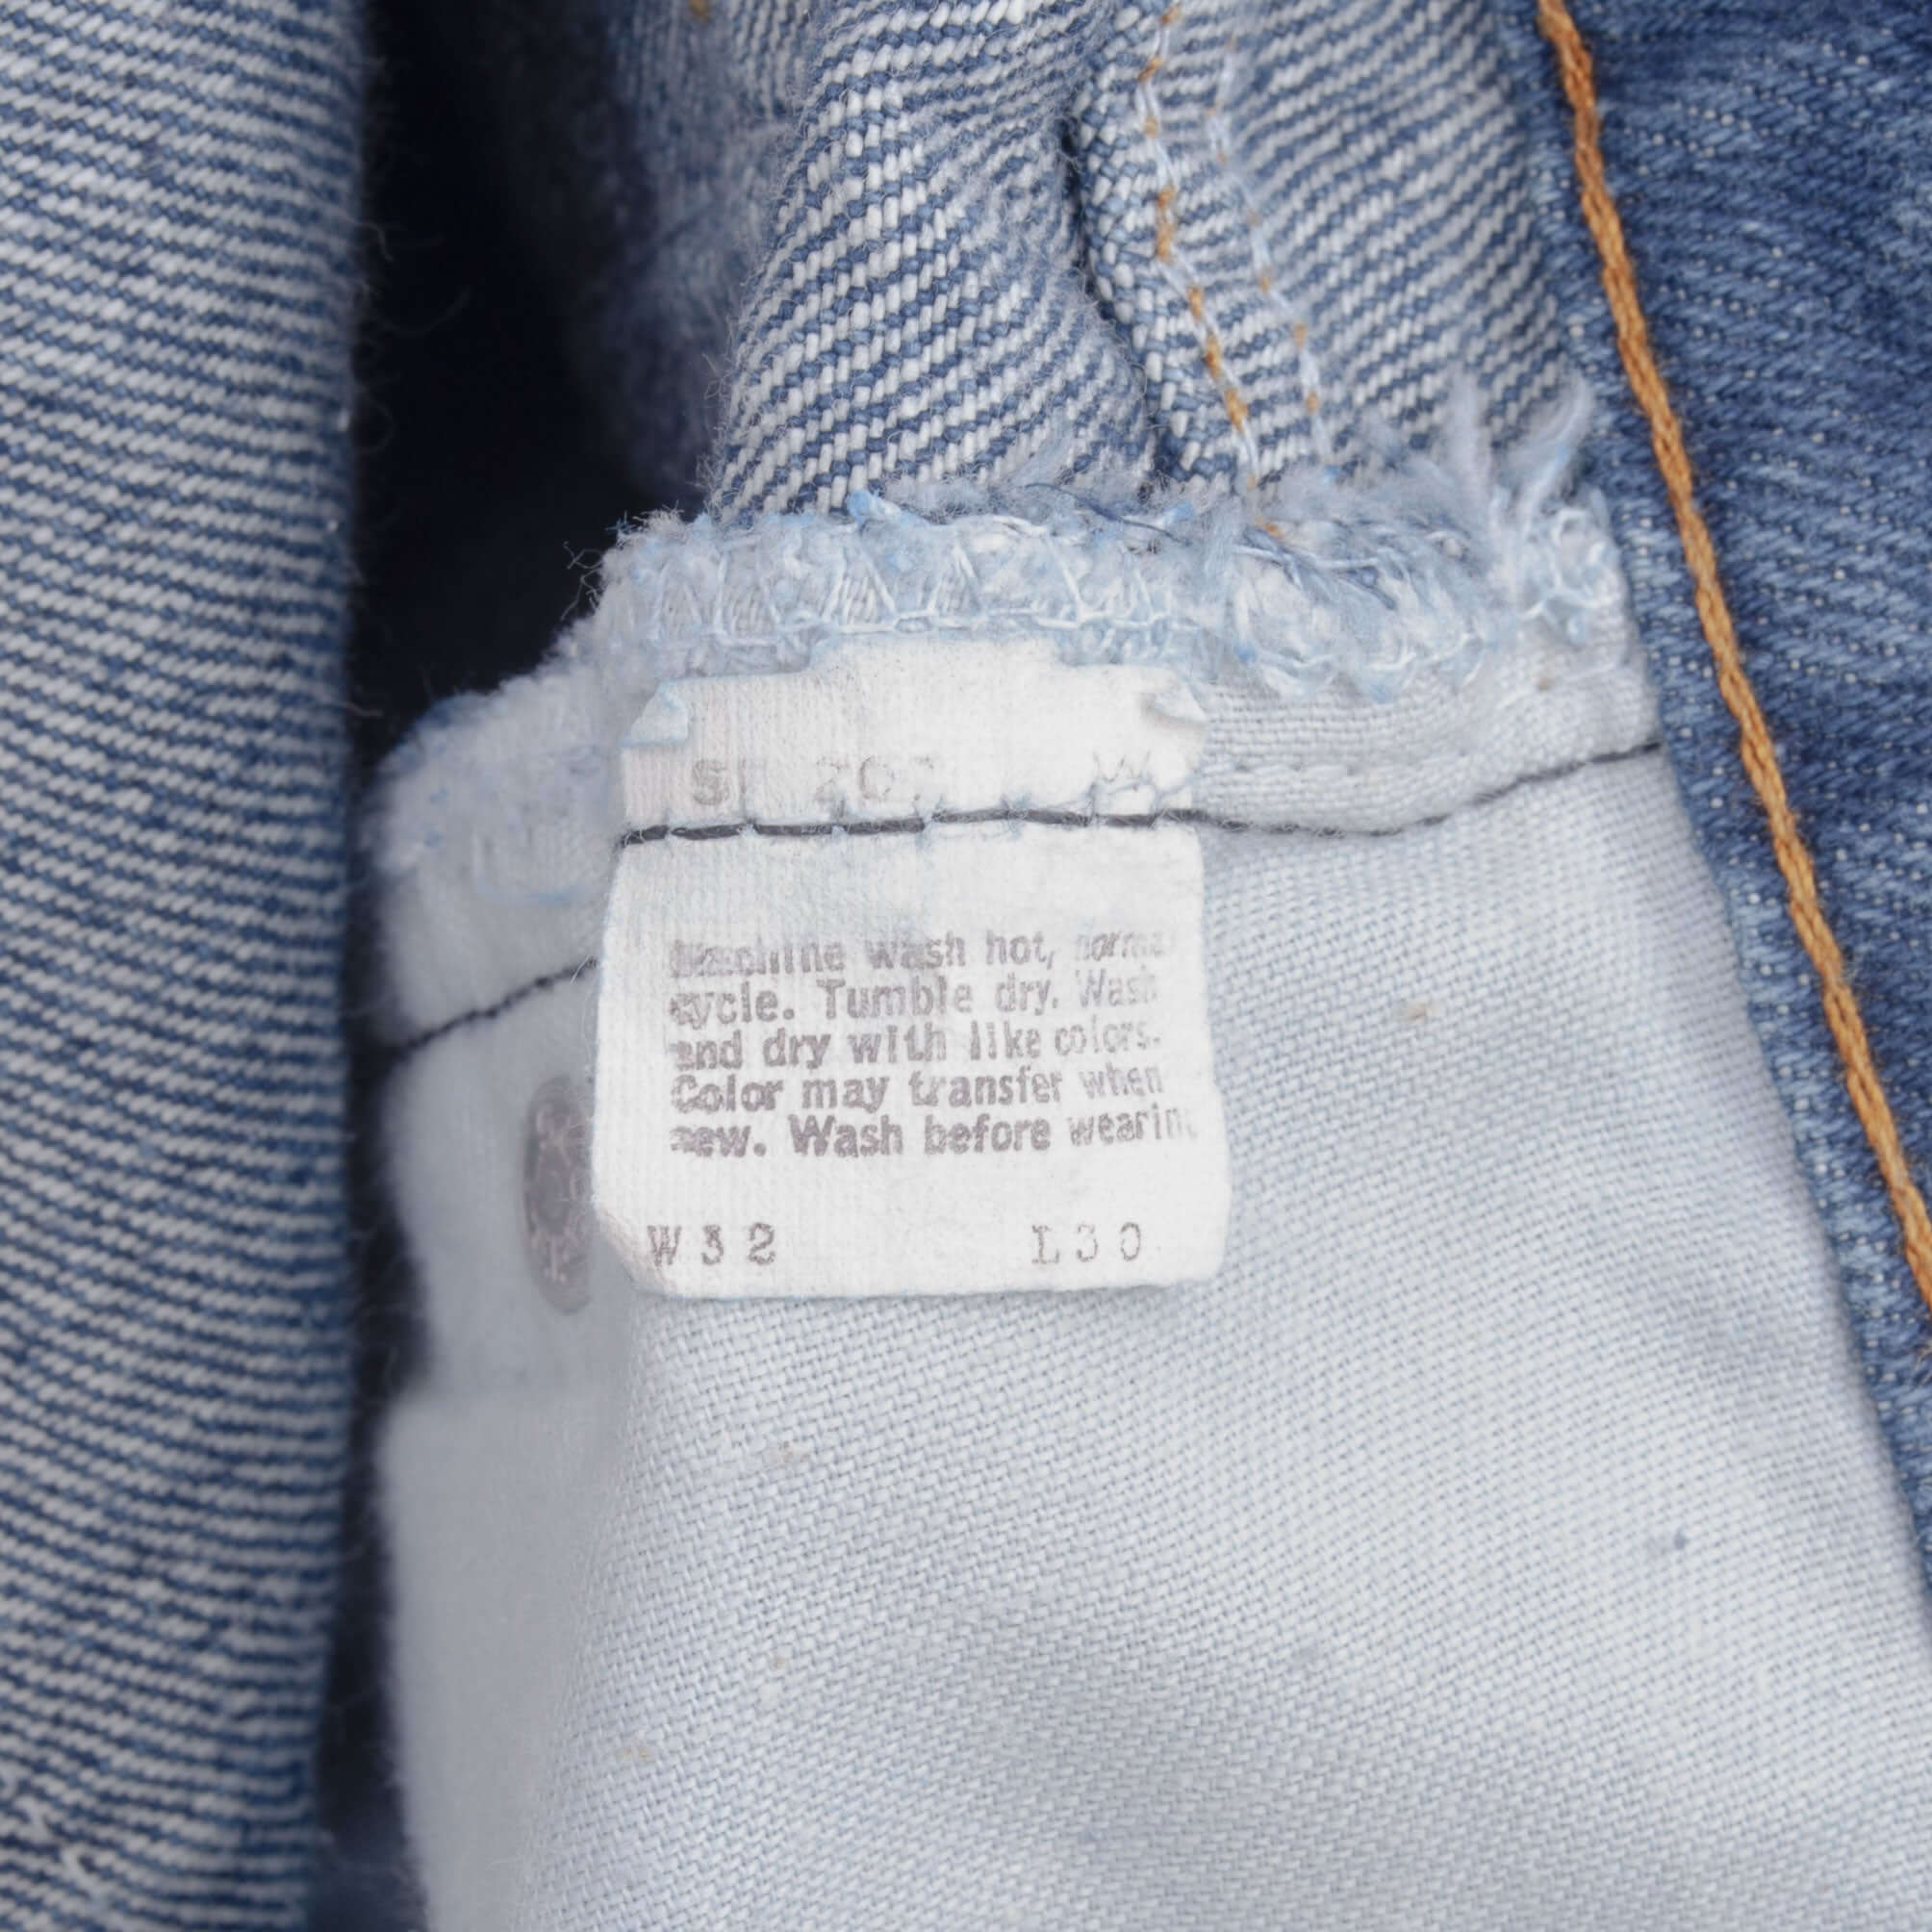 Machine wash hot, normal
cycle. Tumble dry. Wash
and dry with like colors.
Color may transfer when
new. Wash before wearing
W32 L30